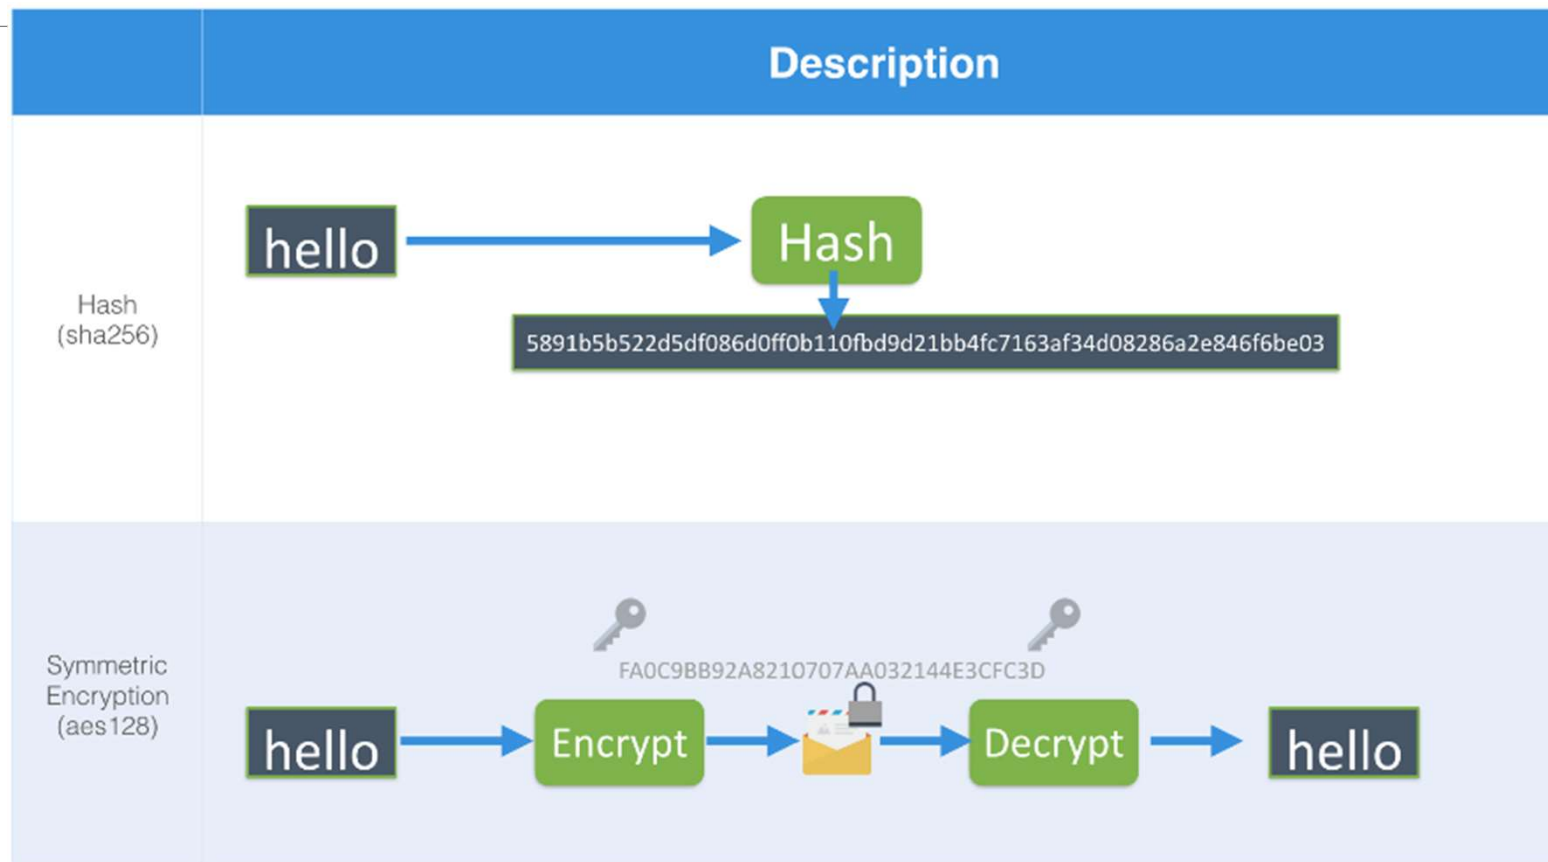 Description
Hash
(sha256)
hello
Hash
5891b5b522d5df086d0ff0b110fbd9d21bb4fc7163af34d08286a2e846f6be03
Symmetric
Encryption
(aes128)
FA0C9BB92A8210707AA032144E3CFC3D
hello
Encrypt
Decrypt
hello